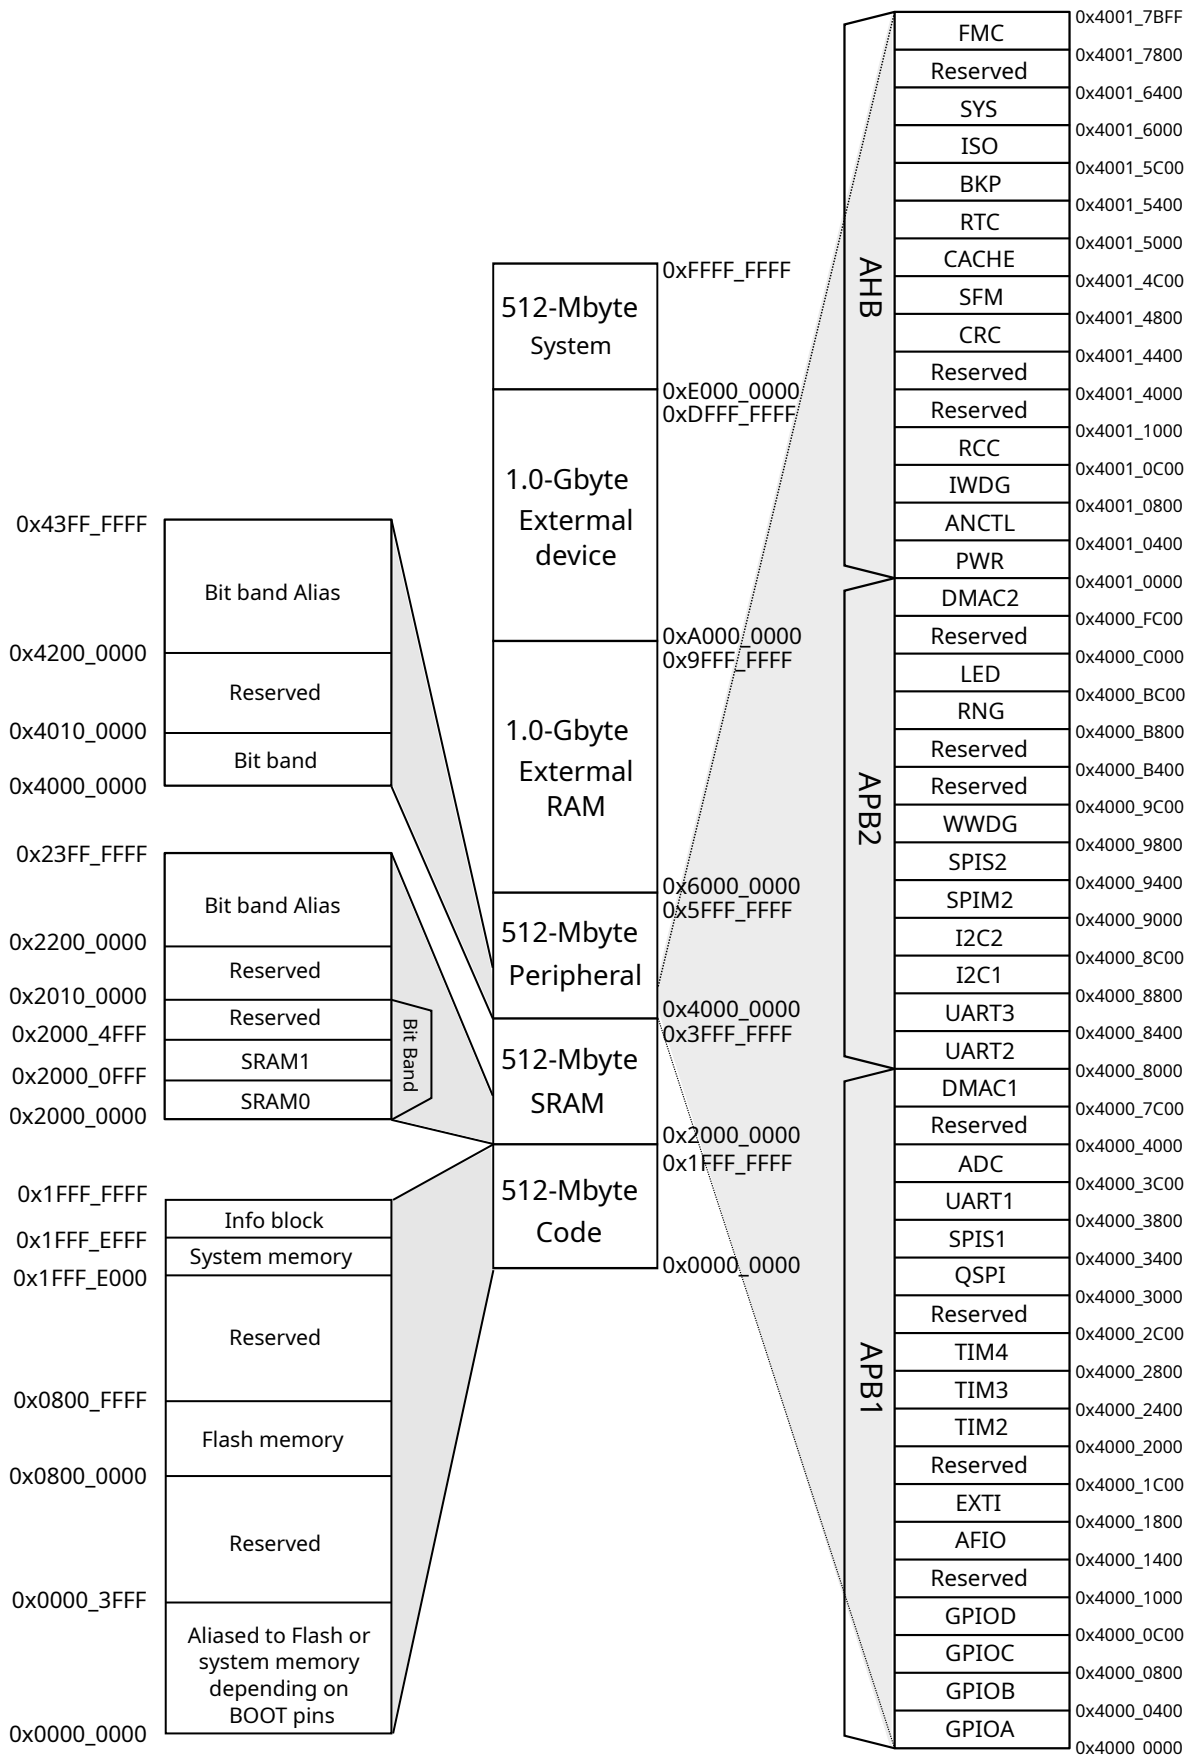 0x43FF_FFFF
Bit band Alias
0x4200_0000
Reserved
0x4010_0000
Bit band
0x4000_0000
0x23FF_FFFF
Bit band Alias
0x2200_0000
Reserved
0x2010_0000
Reserved
0x2000_4FFF
SRAM1
0x2000_0FFF
SRAM0
0x2000_0000
Bit Band
0x1FFF_FFFF
Info block
0x1FFF_EFFF
System memory
0x1FFF_E000
Reserved
0x0800_FFFF
Flash memory
0x0800_0000
Reserved
0x0000_3FFF
Aliased to Flash or
system memory
depending on
BOOT pins
0x0000_0000
0xFFFF_FFFF
512-Mbyte
System
0xE000_0000
0xDFFF_FFFF
1.0-Gbyte
Extermal
device
0xA000_0000
0x9FFF_FFFF
1.0-Gbyte
Extermal
RAM
0x6000_0000
0x5FFF_FFFF
512-Mbyte
Peripheral
0x4000_0000
0x3FFF_FFFF
512-Mbyte
SRAM
0x2000_0000
0x1FFF_FFFF
512-Mbyte
Code
0x0000_0000
AHB
APB2
APB1
0x4001_7BFF
FMC
0x4001_7800
Reserved
0x4001_6400
SYS
0x4001_6000
ISO
0x4001_5C00
BKP
0x4001_5400
RTC
0x4001_5000
CACHE
0x4001_4C00
SFM
0x4001_4800
CRC
0x4001_4400
Reserved
0x4001_4000
Reserved
0x4001_1000
RCC
0x4001_0C00
IWDG
0x4001_0800
ANCTL
0x4001_0400
PWR
0x4001_0000
DMAC2
0x4000_FC00
Reserved
0x4000_C000
LED
0x4000_BC00
RNG
0x4000_B800
Reserved
0x4000_B400
Reserved
0x4000_9C00
WWDG
0x4000_9800
SPIS2
0x4000_9400
SPIM2
0x4000_9000
I2C2
0x4000_8C00
I2C1
0x4000_8800
UART3
0x4000_8400
UART2
0x4000_8000
DMAC1
0x4000_7C00
Reserved
0x4000_4000
ADC
0x4000_3C00
UART1
0x4000_3800
SPIS1
0x4000_3400
QSPI
0x4000_3000
Reserved
0x4000_2C00
TIM4
0x4000_2800
TIM3
0x4000_2400
TIM2
0x4000_2000
Reserved
0x4000_1C00
EXTI
0x4000_1800
AFIO
0x4000_1400
Reserved
0x4000_1000
GPIOD
0x4000_0C00
GPIOC
0x4000_0800
GPIOB
0x4000_0400
GPIOA
0x4000_0000